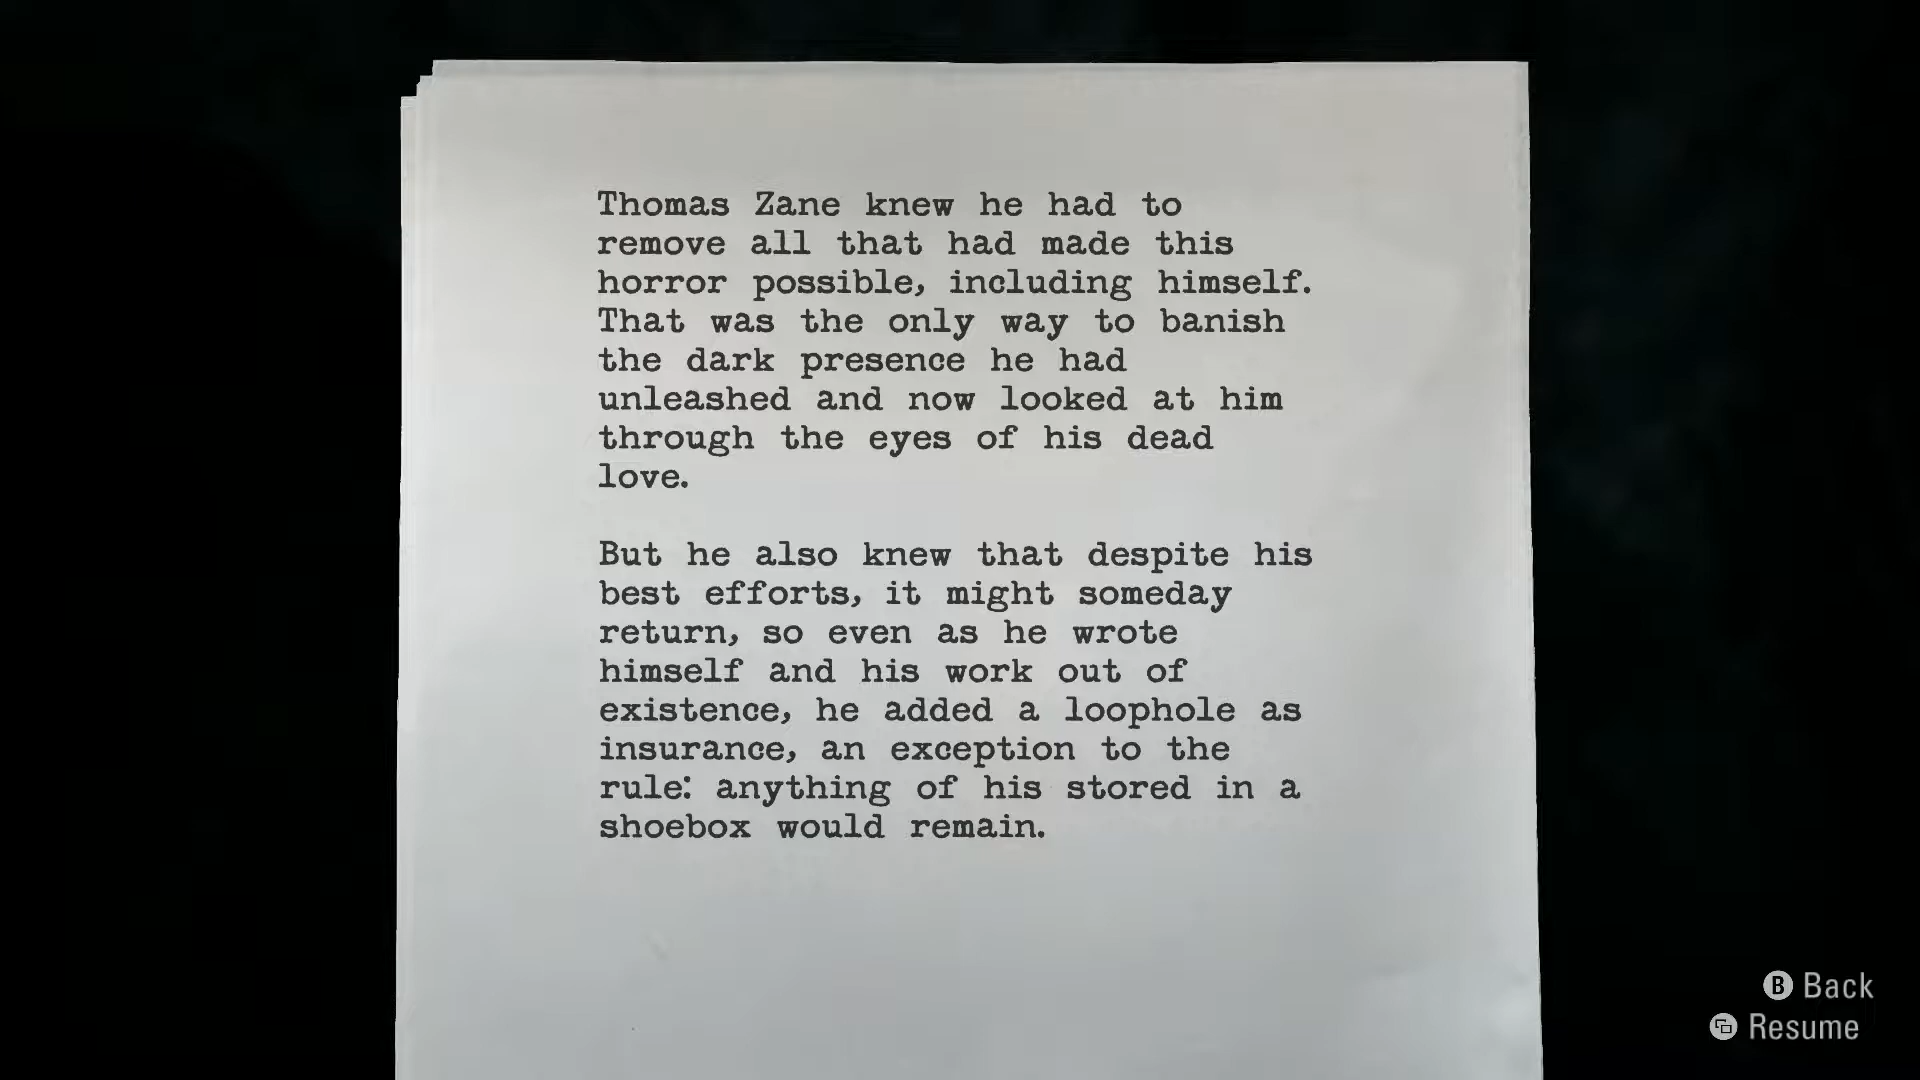 Thomas Zane knew he had to
remove all that had made this
horror possible, including himself.
That was the only way to banish
the dark presence he had
unleashed and now looked at him
through the eyes of his dead
love.
But he also knew that despite his
best efforts, it might someday
return, so even as he wrote
himself and his work out of
existence, he added a loophole as
insurance, an exception to the
rule: anything of his stored in a
shoebox would remain.
B Back
Resume